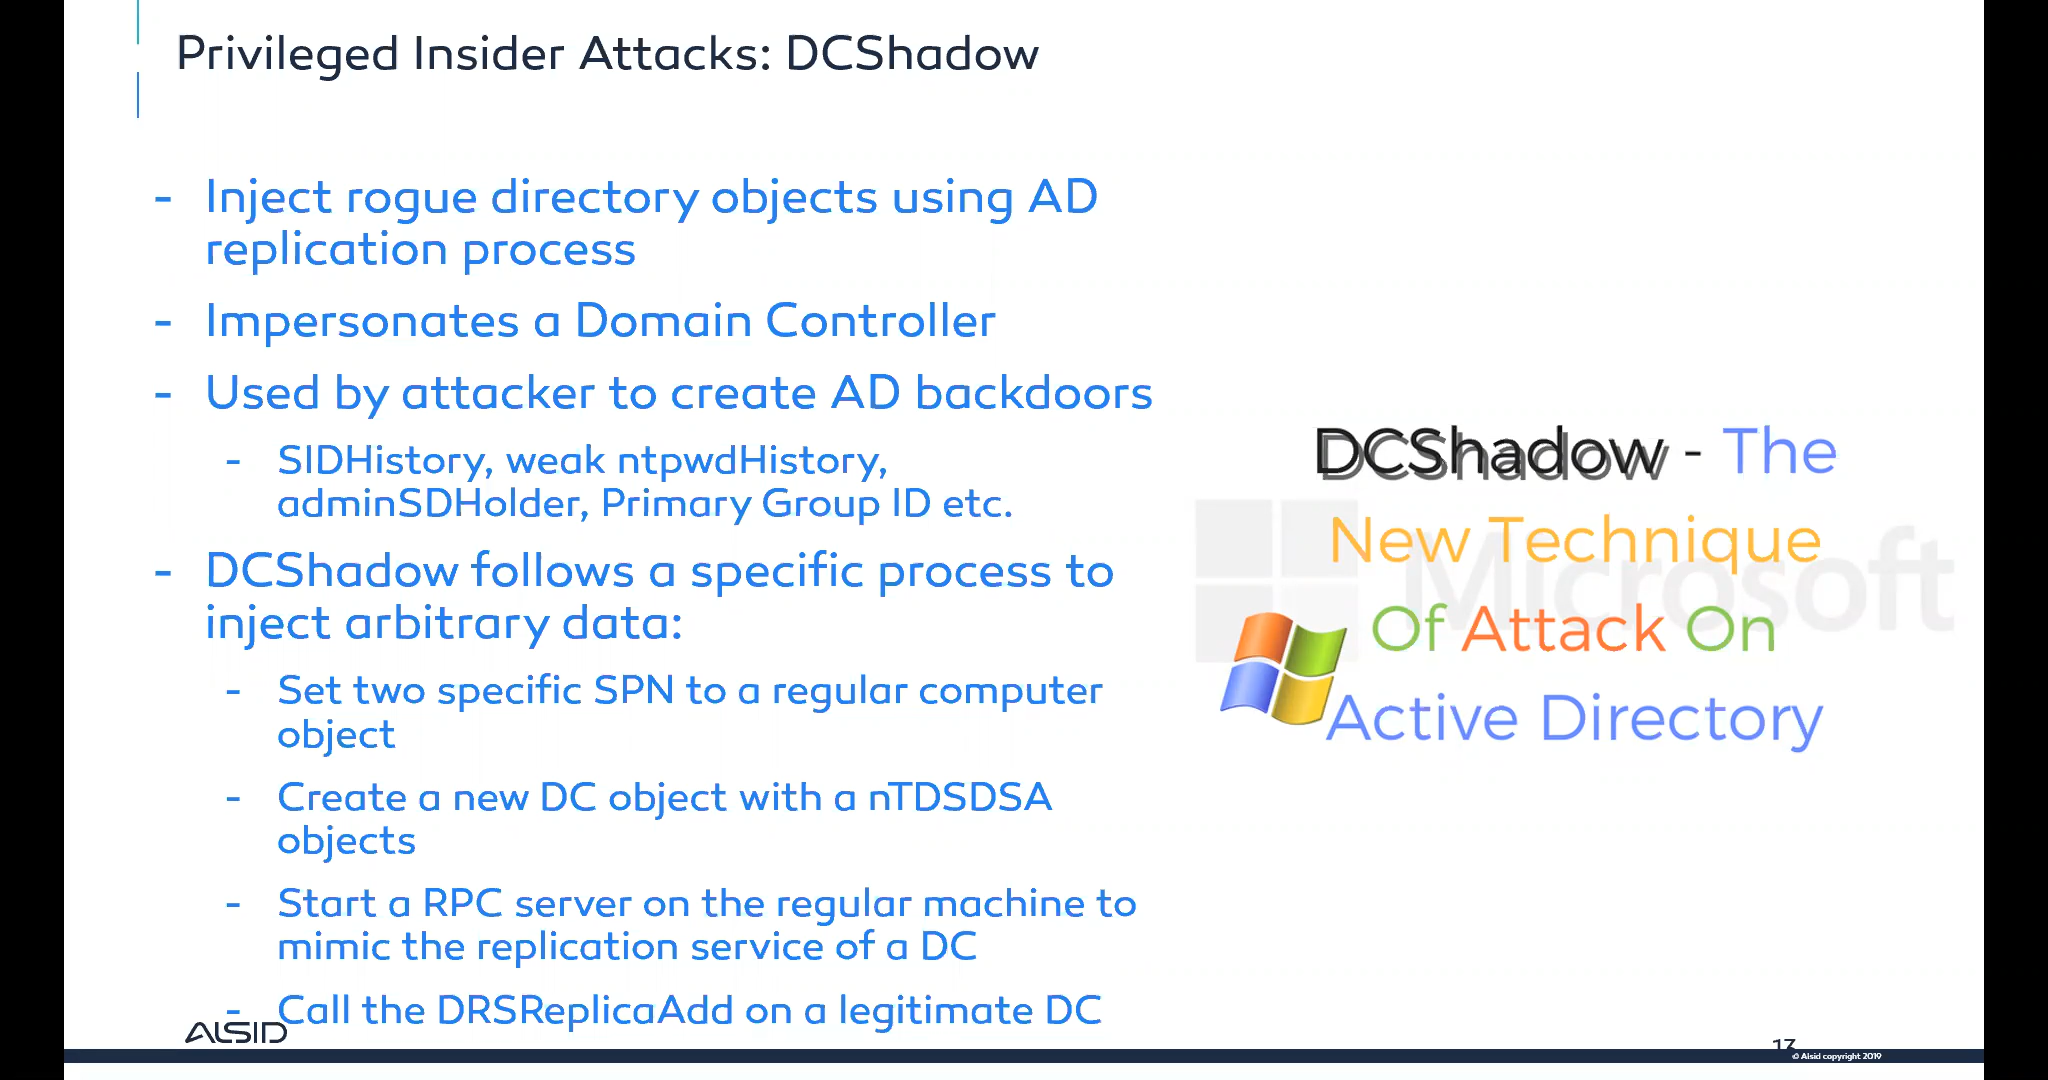 Privileged Insider Attacks: DCShadow
- Inject rogue directory objects using AD
replication process
- Impersonates a Domain Controller
- Used by attacker to create AD backdoors
- SIDHistory, weak ntpwdHistory,
adminSDHolder, Primary Group ID etc.
- DCShadow follows a specific process to
inject arbitrary data:
- Set two specific SPN to a regular computer
object
- Create a new DC object with a nTDSDSA
objects
- Start a RPC server on the regular machine to
mimic the replication service of a DC
- Call the DRSReplicaAdd on a legitimate DC
DCShadow - The
New Technique
Microsoft
Of Attack On
Active Directory
ALSID
13
© Alsid copyright 2019